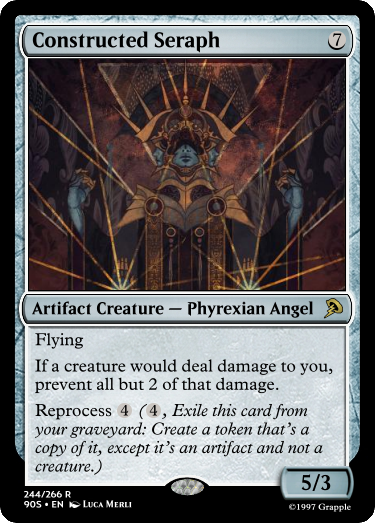 Constructed Seraph 7
Artifact Creature — Phyrexian Angel
Flying
If a creature would deal damage to you,
prevent all but 2 of that damage.
Reprocess 4 (4, Exile this card from
your graveyard: Create a token that's a
copy of it, except it's an artifact and not a
creature.)
5/3
244/266 R
90S • EN Luca Merli
©1997 Grapple